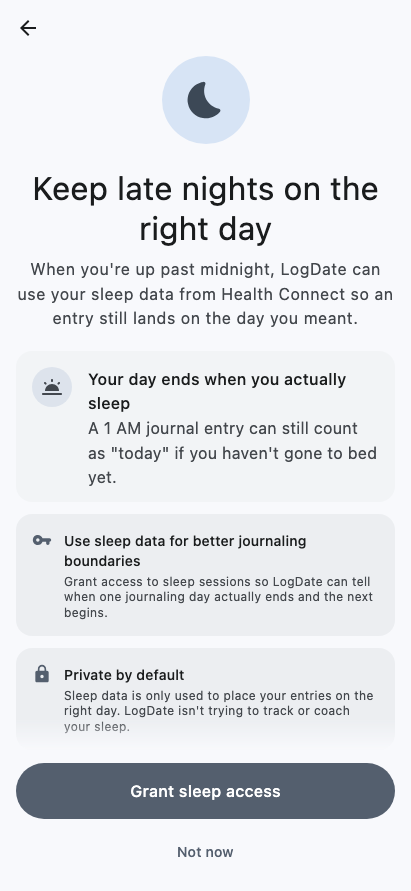 Keep late nights on the
right day
When you're up past midnight, LogDate can
use your sleep data from Health Connect so an
entry still lands on the day you meant.
Your day ends when you actually
sleep
A 1 AM journal entry can still count
as "today" if you haven't gone to bed
yet.
Use sleep data for better journaling
boundaries
Grant access to sleep sessions so LogDate can tell
when one journaling day actually ends and the next
begins.
Private by default
Sleep data is only used to place your entries on the
right day. LogDate isn't trying to track or coach
your sleep.
Grant sleep access
Not now